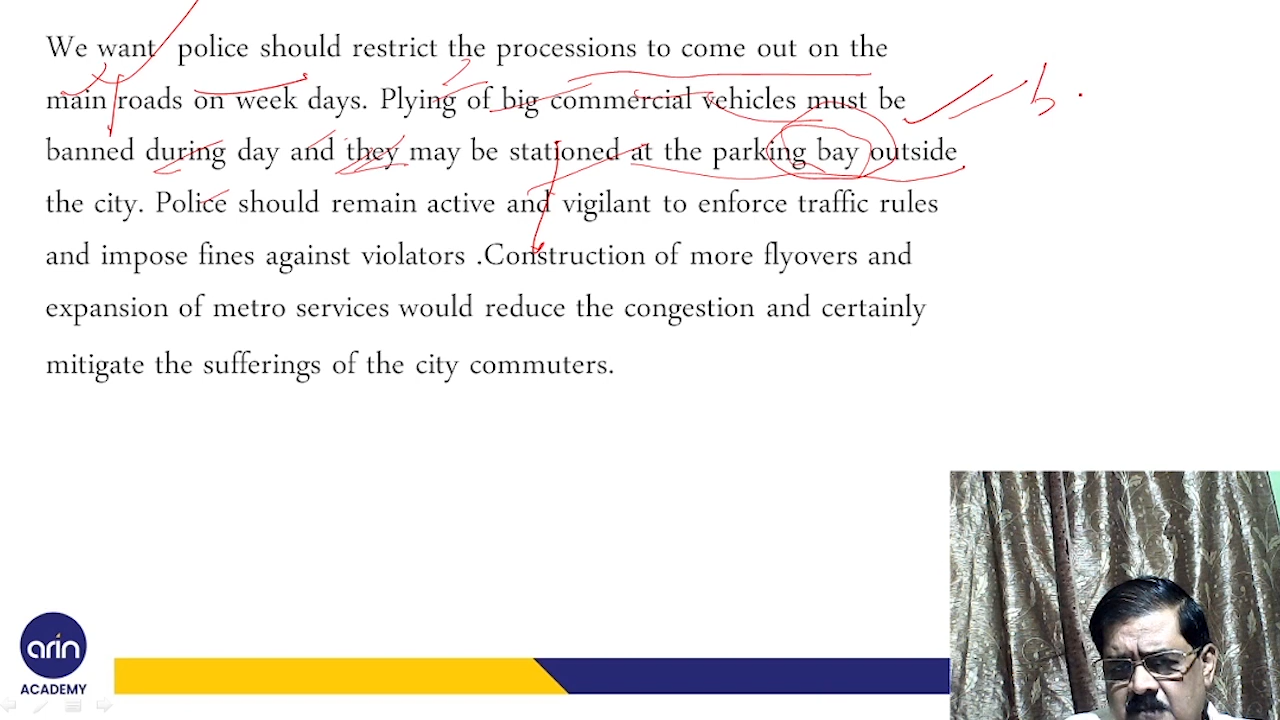 We want police should restrict the processions to come out on the
main roads on week days. Plying of big commercial vehicles must be
banned during day and they may be stationed at the parking bay outside
the city. Police should remain active and vigilant to enforce traffic rules
and impose fines against violators .Construction of more flyovers and
expansion of metro services would reduce the congestion and certainly
mitigate the sufferings of the city commuters.
arin
ACADEMY